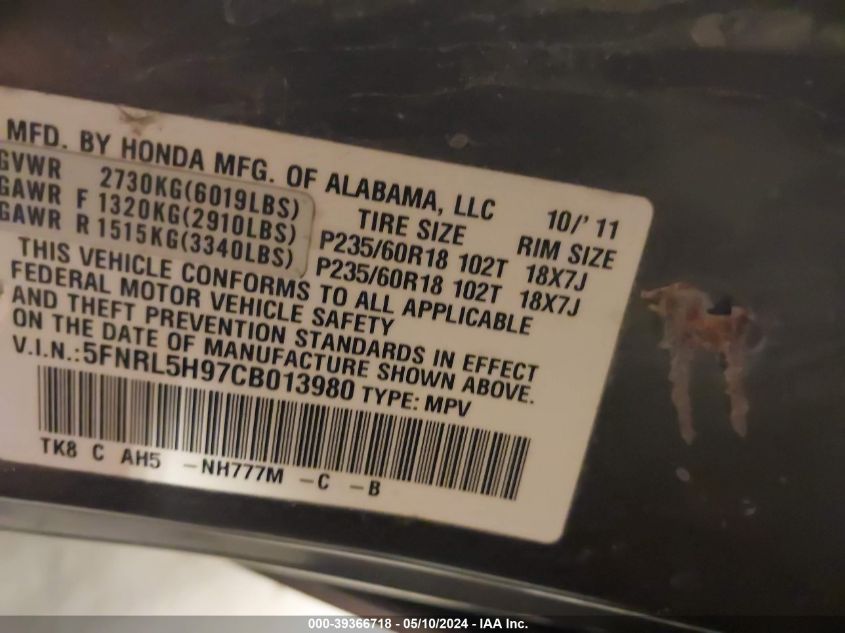 MFD. BY HONDA MFG. OF ALABAMA, LLC 10/' 11
GVWR 2730KG(6019LBS) TIRE SIZE RIM SIZE
GAWR F 1320KG(2910LBS) P235/60R18 102T 18X7J
GAWR R 1515KG(3340LBS) P235/60R18 102T 18X7J
THIS VEHICLE CONFORMS TO ALL APPLICABLE
FEDERAL MOTOR VEHICLE SAFETY
AND THEFT PREVENTION STANDARDS IN EFFECT
ON THE DATE OF MANUFACTURE SHOWN ABOVE.
V.I.N.:5FNRL5H97CB013980 TYPE: MPV
TK8 C AH5 -NH777M -C -B
000-39366718 - 05/10/2024 - IAA Inc.